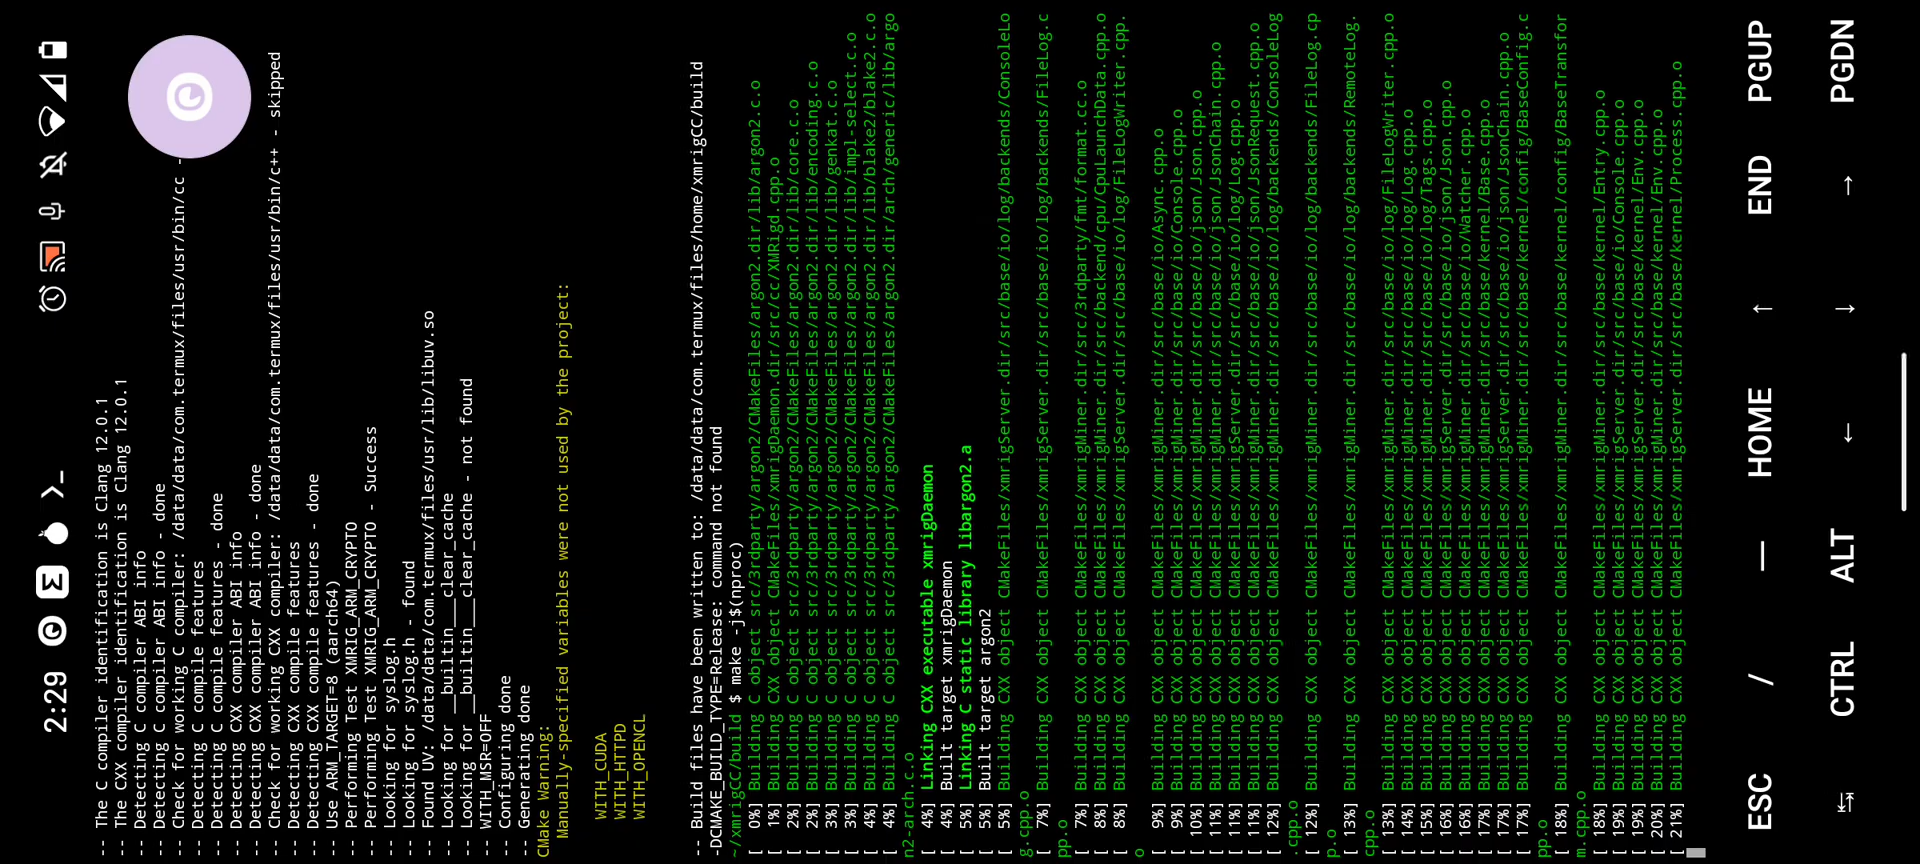 2:29
-- The C compiler identification is Clang 12.0.1
-- The CXX compiler identification is Clang 12.0.1
-- Detecting C compiler ABI info
-- Detecting C compiler ABI info - done
-- Check for working C compiler: /data/data/com.termux/files/usr/bin/cc -
-- Detecting C compile features
-- Detecting C compile features - done
-- Detecting CXX compiler ABI info
-- Detecting CXX compiler ABI info - done
-- Check for working CXX compiler: /data/data/com.termux/files/usr/bin/c++ - skipped
-- Detecting CXX compile features
-- Detecting CXX compile features - done
-- Use ARM_TARGET=8 (aarch64)
-- Performing Test XMRIG_ARM_CRYPTO
-- Performing Test XMRIG_ARM_CRYPTO - Success
-- Looking for syslog.h
-- Looking for syslog.h - found
-- Found UV: /data/data/com.termux/files/usr/lib/libuv.so
-- Looking for __builtin___clear_cache
-- Looking for __builtin___clear_cache - not found
-- WITH_MSR=OFF
-- Configuring done
-- Generating done
CMake Warning:
Manually-specified variables were not used by the project:
WITH_CUDA
WITH_HTTPD
WITH_OPENCL
-- Build files have been written to: /data/data/com.termux/files/home/xmrigCC/build
-DCMAKE_BUILD_TYPE=Release: command not found
~/xmrigCC/build $ make -j$(nproc)
[ 0%] Building C object src/3rdparty/argon2/CMakeFiles/argon2.dir/lib/argon2.c.o
[ 1%] Building CXX object CMakeFiles/xmrigDaemon.dir/src/cc/XMRigd.cpp.o
[ 2%] Building C object src/3rdparty/argon2/CMakeFiles/argon2.dir/lib/core.c.o
[ 2%] Building C object src/3rdparty/argon2/CMakeFiles/argon2.dir/lib/encoding.c.o
[ 3%] Building C object src/3rdparty/argon2/CMakeFiles/argon2.dir/lib/genkat.c.o
[ 3%] Building C object src/3rdparty/argon2/CMakeFiles/argon2.dir/lib/impl-select.c.o
[ 4%] Building C object src/3rdparty/argon2/CMakeFiles/argon2.dir/lib/blake2/blake2.c.o
[ 4%] Building C object src/3rdparty/argon2/CMakeFiles/argon2.dir/arch/generic/lib/argo
n2-arch.c.o
[ 4%] Linking CXX executable xmrigDaemon
[ 4%] Built target xmrigDaemon
[ 5%] Linking C static library libargon2.a
[ 5%] Built target argon2
[ 5%] Building CXX object CMakeFiles/xmrigServer.dir/src/base/io/log/backends/ConsoleLo
g.cpp.o
[ 7%] Building CXX object CMakeFiles/xmrigServer.dir/src/base/io/log/backends/FileLog.c
pp.o
[ 7%] Building CXX object CMakeFiles/xmrigMiner.dir/src/3rdparty/fmt/format.cc.o
[ 8%] Building CXX object CMakeFiles/xmrigMiner.dir/src/backend/cpu/CpuLaunchData.cpp.o
[ 8%] Building CXX object CMakeFiles/xmrigServer.dir/src/base/io/log/FileLogWriter.cpp.
o
[ 9%] Building CXX object CMakeFiles/xmrigMiner.dir/src/base/io/Async.cpp.o
[ 9%] Building CXX object CMakeFiles/xmrigMiner.dir/src/base/io/Console.cpp.o
[ 10%] Building CXX object CMakeFiles/xmrigMiner.dir/src/base/io/json/Json.cpp.o
[ 11%] Building CXX object CMakeFiles/xmrigMiner.dir/src/base/io/json/JsonChain.cpp.o
[ 11%] Building CXX object CMakeFiles/xmrigServer.dir/src/base/io/log/Log.cpp.o
[ 11%] Building CXX object CMakeFiles/xmrigMiner.dir/src/base/io/json/JsonRequest.cpp.o
[ 12%] Building CXX object CMakeFiles/xmrigMiner.dir/src/base/io/log/backends/ConsoleLog
.cpp.o
[ 12%] Building CXX object CMakeFiles/xmrigMiner.dir/src/base/io/log/backends/FileLog.cp
p.o
[ 13%] Building CXX object CMakeFiles/xmrigMiner.dir/src/base/io/log/backends/RemoteLog.
cpp.o
[ 13%] Building CXX object CMakeFiles/xmrigMiner.dir/src/base/io/log/FileLogWriter.cpp.o
[ 14%] Building CXX object CMakeFiles/xmrigMiner.dir/src/base/io/log/Log.cpp.o
[ 15%] Building CXX object CMakeFiles/xmrigMiner.dir/src/base/io/log/Tags.cpp.o
[ 16%] Building CXX object CMakeFiles/xmrigServer.dir/src/base/io/json/Json.cpp.o
[ 16%] Building CXX object CMakeFiles/xmrigMiner.dir/src/base/io/Watcher.cpp.o
[ 17%] Building CXX object CMakeFiles/xmrigMiner.dir/src/base/kernel/Base.cpp.o
[ 17%] Building CXX object CMakeFiles/xmrigServer.dir/src/base/io/json/JsonChain.cpp.o
[ 17%] Building CXX object CMakeFiles/xmrigMiner.dir/src/base/kernel/config/BaseConfig.c
pp.o
[ 18%] Building CXX object CMakeFiles/xmrigMiner.dir/src/base/kernel/config/BaseTransfor
m.cpp.o
[ 18%] Building CXX object CMakeFiles/xmrigMiner.dir/src/base/kernel/Entry.cpp.o
[ 19%] Building CXX object CMakeFiles/xmrigServer.dir/src/base/io/Console.cpp.o
[ 19%] Building CXX object CMakeFiles/xmrigServer.dir/src/base/kernel/Env.cpp.o
[ 20%] Building CXX object CMakeFiles/xmrigMiner.dir/src/base/kernel/Env.cpp.o
[ 21%] Building CXX object CMakeFiles/xmrigServer.dir/src/base/kernel/Process.cpp.o
ESC / — HOME ↑ END PGUP
↹ CTRL ALT ← ↓ → PGDN